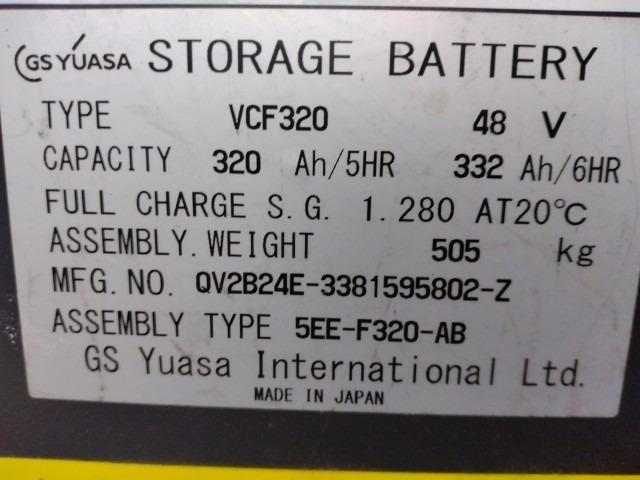 GS YUASA STORAGE BATTERY
TYPE VCF320 48 V
CAPACITY 320 Ah/5HR 332 Ah/6HR
FULL CHARGE S.G. 1.280 AT20℃
ASSEMBLY.WEIGHT 505 kg
MFG.NO. QV2B24E-3381595802-Z
ASSEMBLY TYPE 5EE-F320-AB
GS Yuasa International Ltd.
MADE IN JAPAN